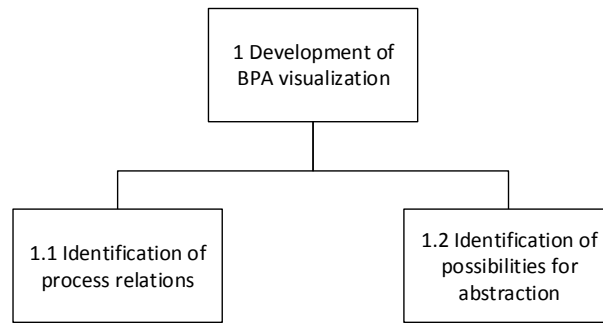 1 Development of
BPA visualization
1.1 Identification of
process relations
1.2 Identification of
possibilities for
abstraction